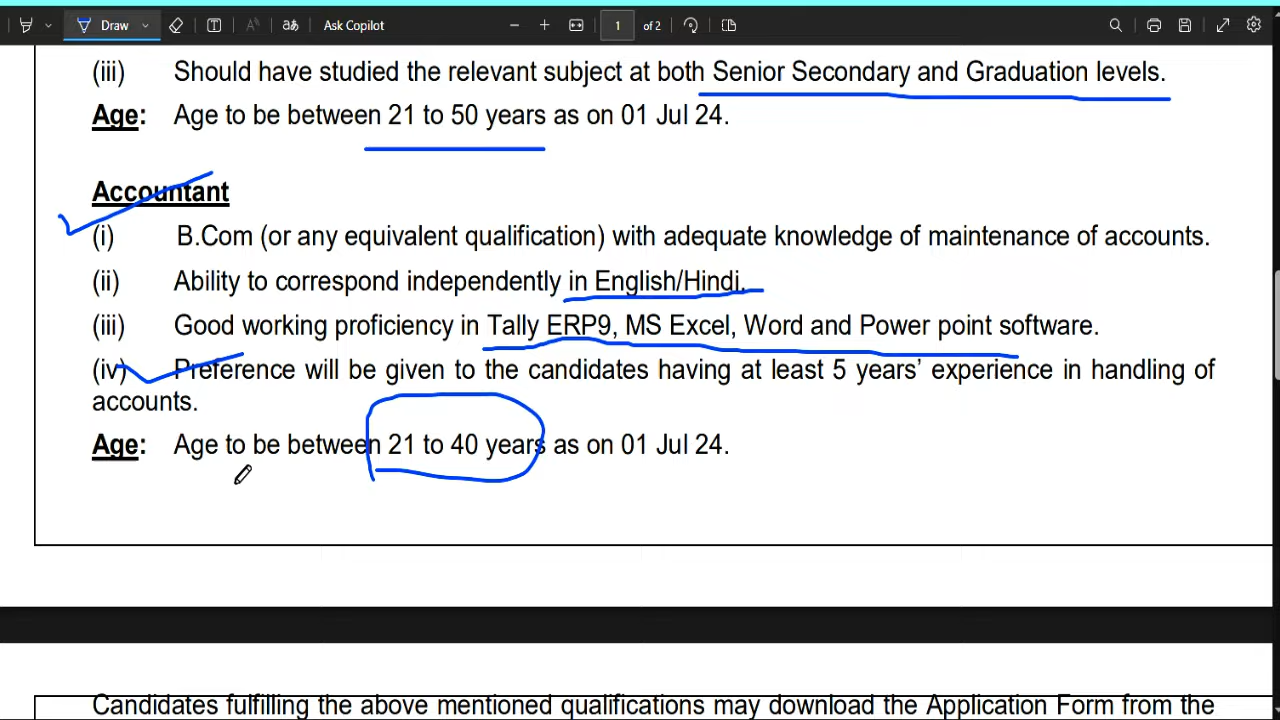 Draw
Ask Copilot
1 of 2
(iii) Should have studied the relevant subject at both Senior Secondary and Graduation levels.
Age: Age to be between 21 to 50 years as on 01 Jul 24.
Accountant
(i) B.Com (or any equivalent qualification) with adequate knowledge of maintenance of accounts.
(ii) Ability to correspond independently in English/Hindi.
(iii) Good working proficiency in Tally ERP9, MS Excel, Word and Power point software.
(iv) Preference will be given to the candidates having at least 5 years’ experience in handling of
accounts.
Age: Age to be between 21 to 40 years as on 01 Jul 24.
Candidates fulfilling the above mentioned qualifications may download the Application Form from the